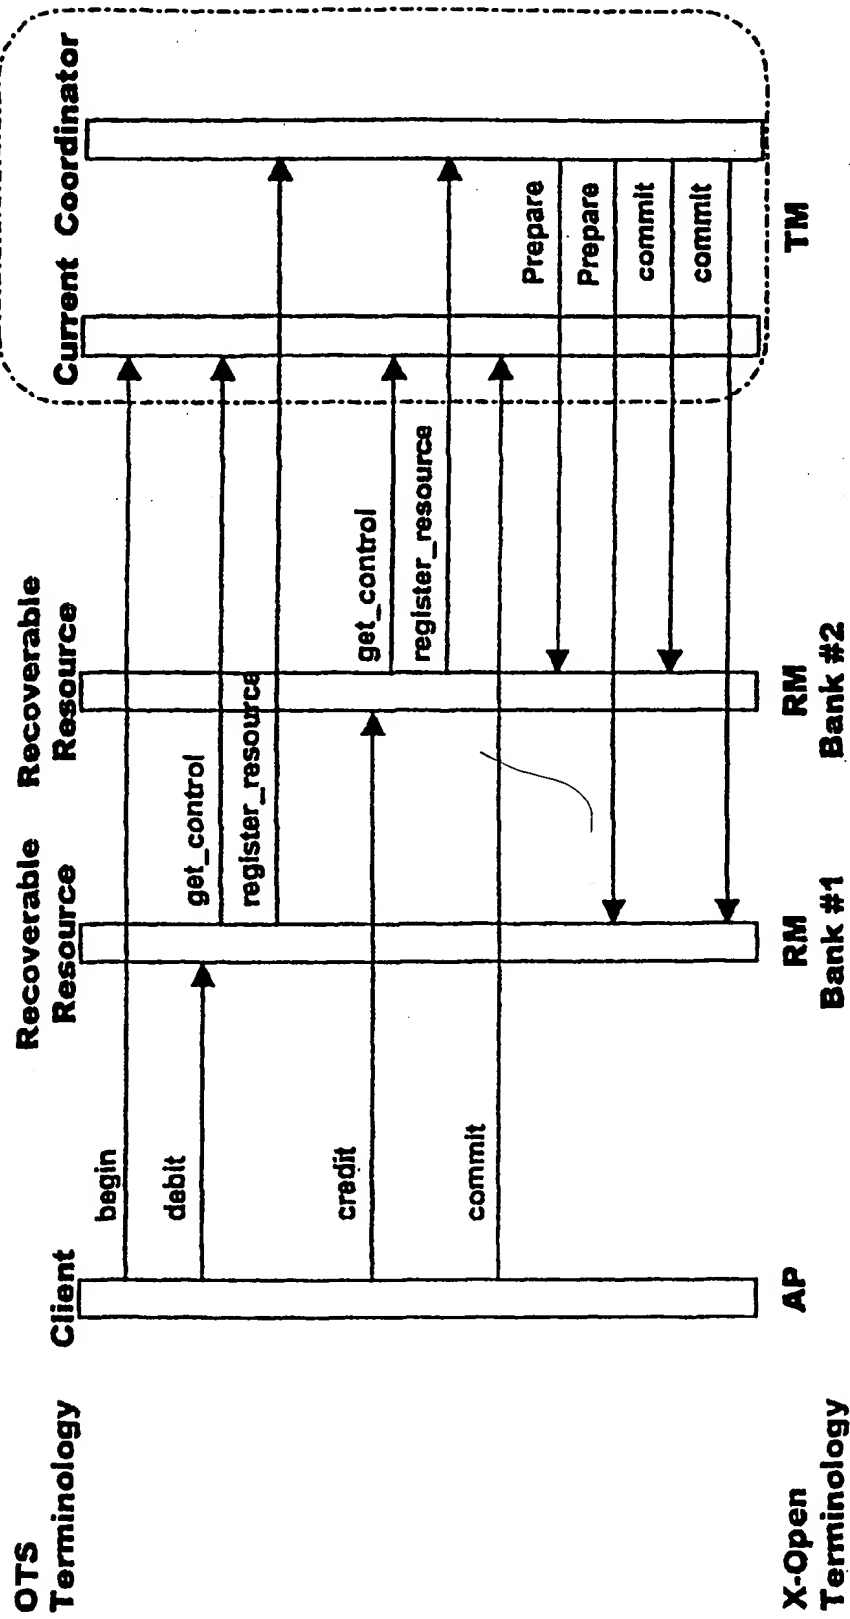 OTS
Terminology
Client
Recoverable
Resource
Recoverable
Resource
Current Coordinator
begin
debit
get_control
register_resource
credit
get_control
register_resource
commit
Prepare
Prepare
commit
commit
X-Open
Terminology
AP
RM
Bank #1
RM
Bank #2
TM